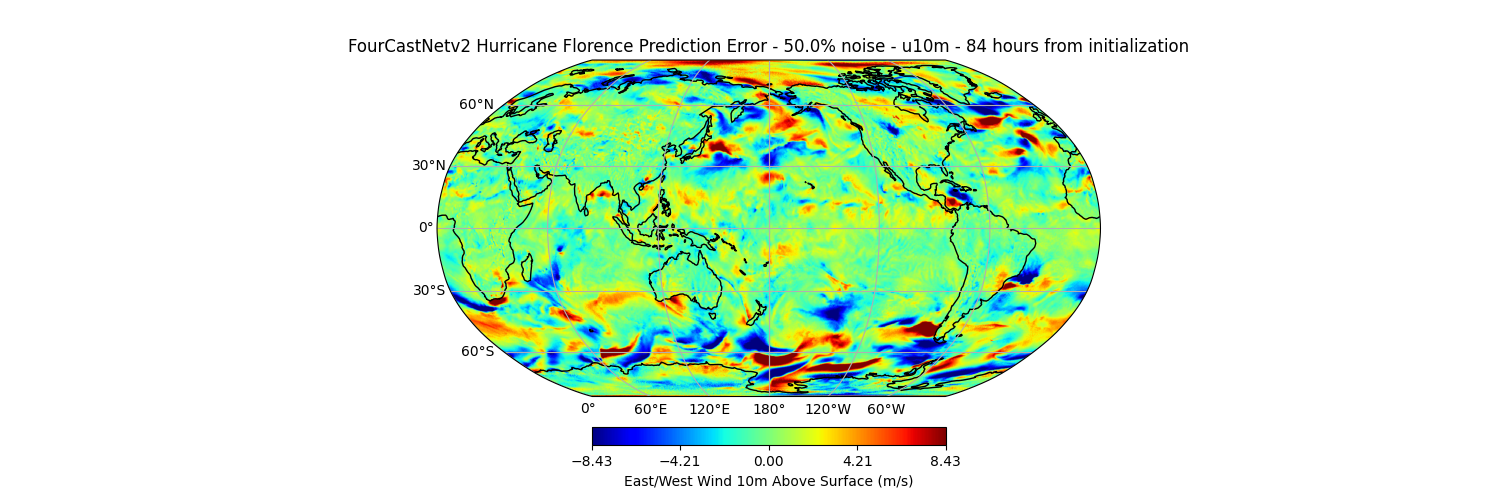 FourCastNetv2 Hurricane Florence Prediction Error - 50.0% noise - u10m - 84 hours from initialization
60°N
30°N
0°
30°S
60°S
0° 60°E 120°E 180° 120°W 60°W
−8.43 −4.21 0.00 4.21 8.43
East/West Wind 10m Above Surface (m/s)